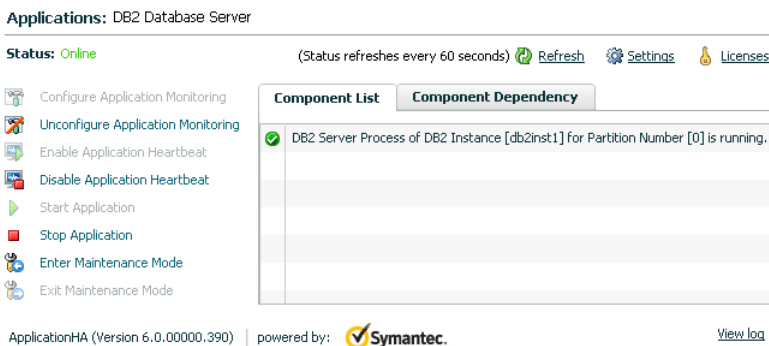 Applications: DB2 Database Server
Status: Online
(Status refreshes every 60 seconds) Refresh Settings Licenses
Configure Application Monitoring
Unconfigure Application Monitoring
Enable Application Heartbeat
Disable Application Heartbeat
Start Application
Stop Application
Enter Maintenance Mode
Exit Maintenance Mode
Component List Component Dependency
DB2 Server Process of DB2 Instance [db2inst1] for Partition Number [0] is running.
ApplicationHA (Version 6.0.00000.390) powered by: Symantec.
View log